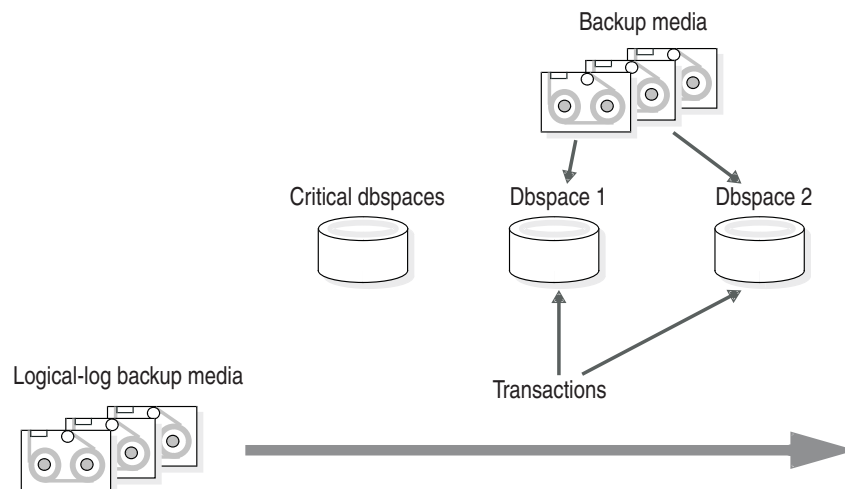 Backup media
Critical dbspaces
Dbspace 1
Dbspace 2
Transactions
Logical-log backup media